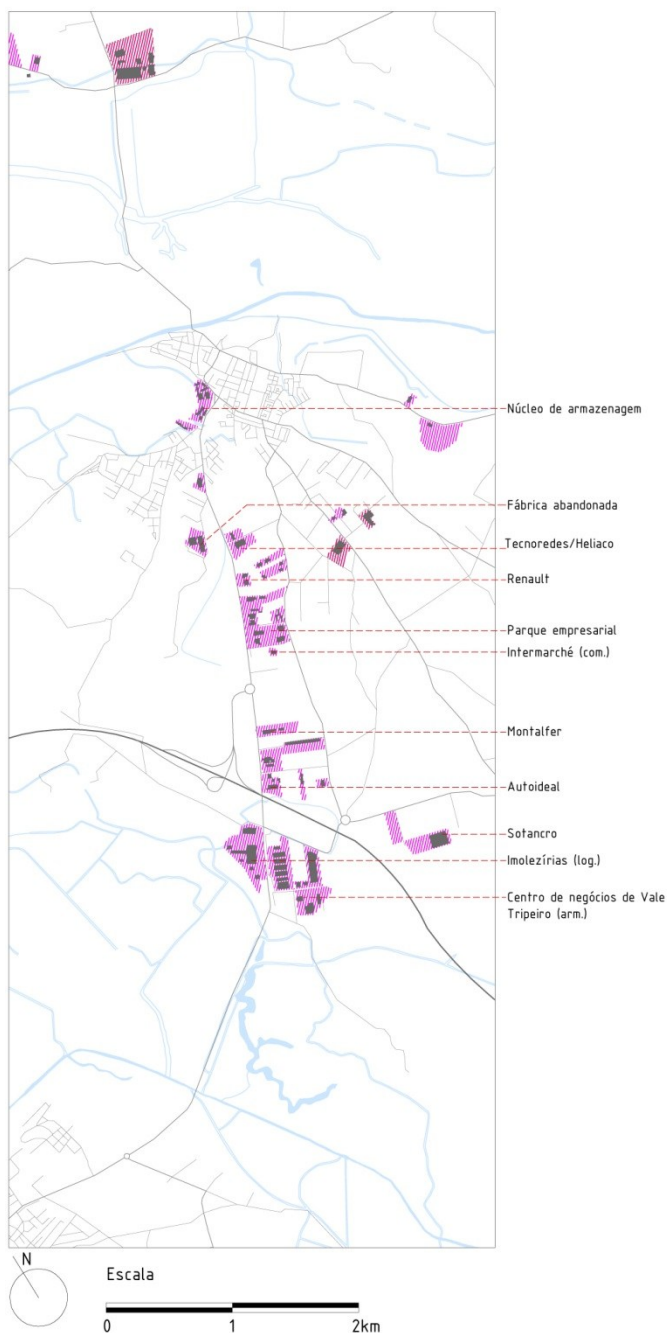 Núcleo de armazenagem
Fábrica abandonada
Tecnoredes/Heliaco
Renault
Parque empresarial
Intermarché (com.)
Montalfer
Autoideal
Sotancro
Imolezírias (log.)
Centro de negócios de Vale
Tripeiro (arm.)
N
Escala
0 1 2km